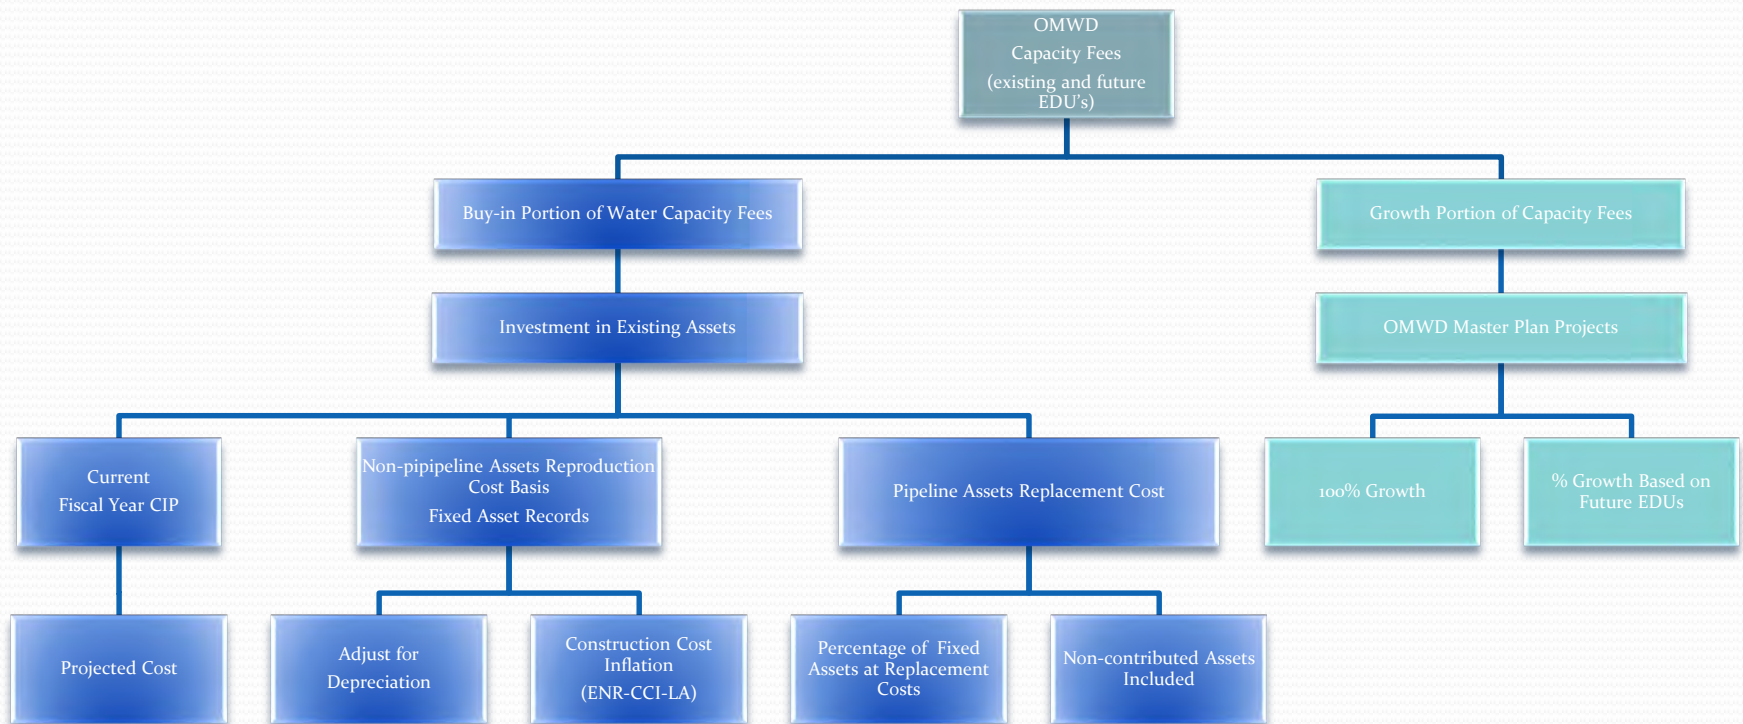 OMWD
Capacity Fees
(existing and future
EDU's)
Buy-in Portion of Water Capacity Fees
Growth Portion of Capacity Fees
Investment in Existing Assets
OMWD Master Plan Projects
Current
Fiscal Year CIP
Non-pipipeline Assets Reproduction
Cost Basis
Fixed Asset Records
Pipeline Assets Replacement Cost
100% Growth
% Growth Based on
Future EDUs
Projected Cost
Adjust for
Depreciation
Construction Cost
Inflation
(ENR-CCI-LA)
Percentage of Fixed
Assets at Replacement
Costs
Non-contributed Assets
Included